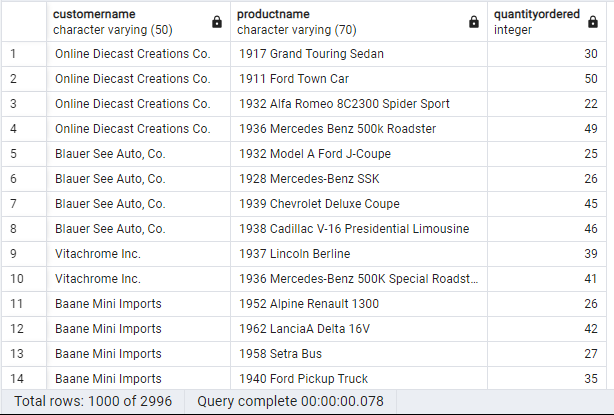 customername productname quantityordered
character varying (50) character varying (70) integer
1 Online Diecast Creations Co. 1917 Grand Touring Sedan 30
2 Online Diecast Creations Co. 1911 Ford Town Car 50
3 Online Diecast Creations Co. 1932 Alfa Romeo 8C2300 Spider Sport 22
4 Online Diecast Creations Co. 1936 Mercedes Benz 500k Roadster 49
5 Blauer See Auto, Co. 1932 Model A Ford J-Coupe 25
6 Blauer See Auto, Co. 1928 Mercedes-Benz SSK 26
7 Blauer See Auto, Co. 1939 Chevrolet Deluxe Coupe 45
8 Blauer See Auto, Co. 1938 Cadillac V-16 Presidential Limousine 46
9 Vitachrome Inc. 1937 Lincoln Berline 39
10 Vitachrome Inc. 1936 Mercedes-Benz 500K Special Roadst... 41
11 Baane Mini Imports 1952 Alpine Renault 1300 26
12 Baane Mini Imports 1962 LanciaA Delta 16V 42
13 Baane Mini Imports 1958 Setra Bus 27
14 Baane Mini Imports 1940 Ford Pickup Truck 35
Total rows: 1000 of 2996 Query complete 00:00:00.078